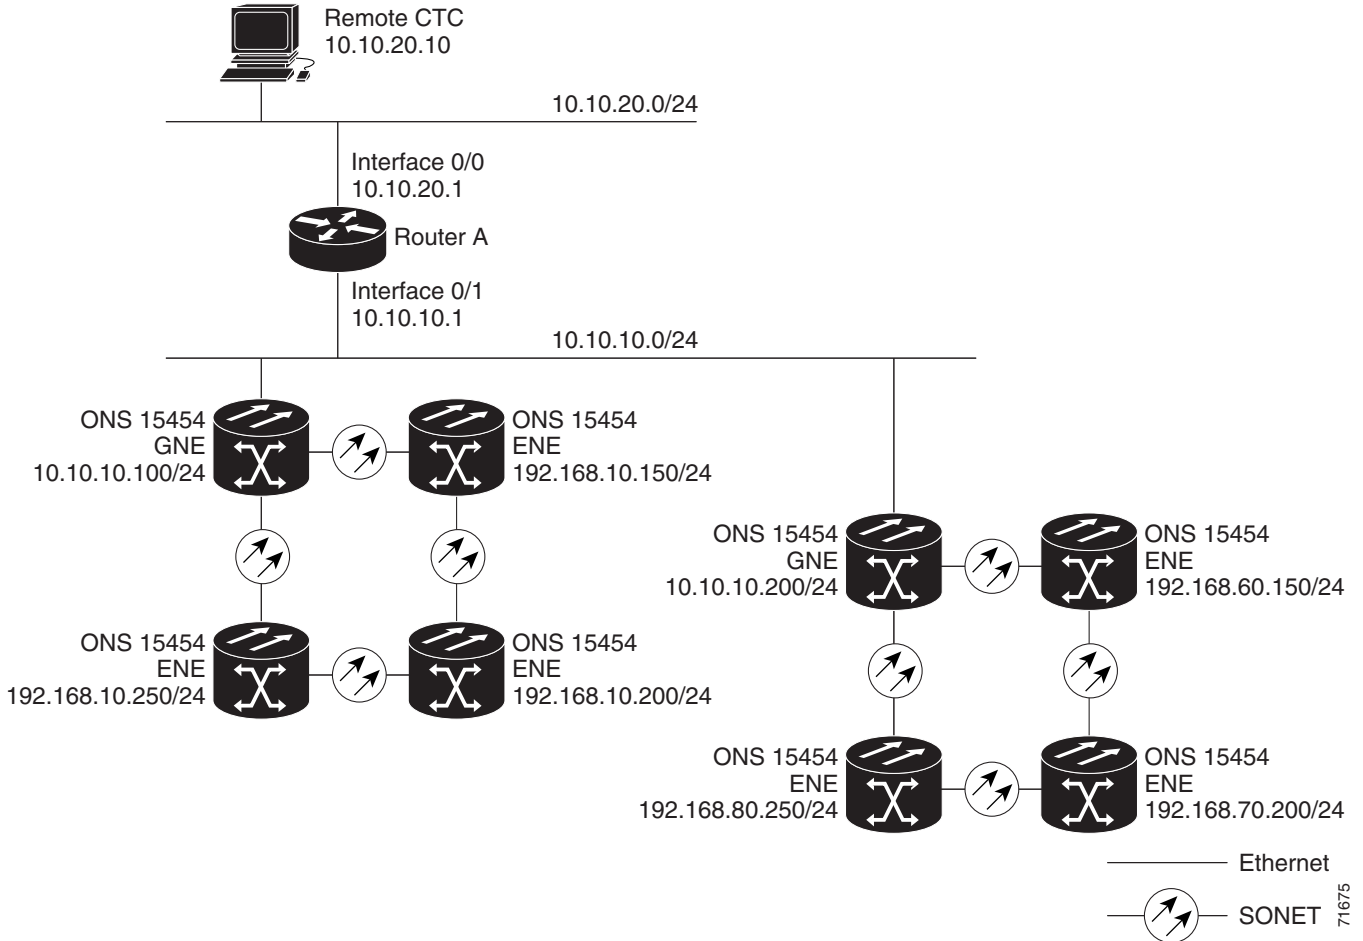 Remote CTC
10.10.20.10
10.10.20.0/24
Interface 0/0
10.10.20.1
Router A
Interface 0/1
10.10.10.1
10.10.10.0/24
ONS 15454
GNE
10.10.10.100/24
ONS 15454
ENE
192.168.10.150/24
ONS 15454
GNE
10.10.10.200/24
ONS 15454
ENE
192.168.60.150/24
ONS 15454
ENE
192.168.10.250/24
ONS 15454
ENE
192.168.10.200/24
ONS 15454
ENE
192.168.80.250/24
ONS 15454
ENE
192.168.70.200/24
Ethernet
SONET
71675